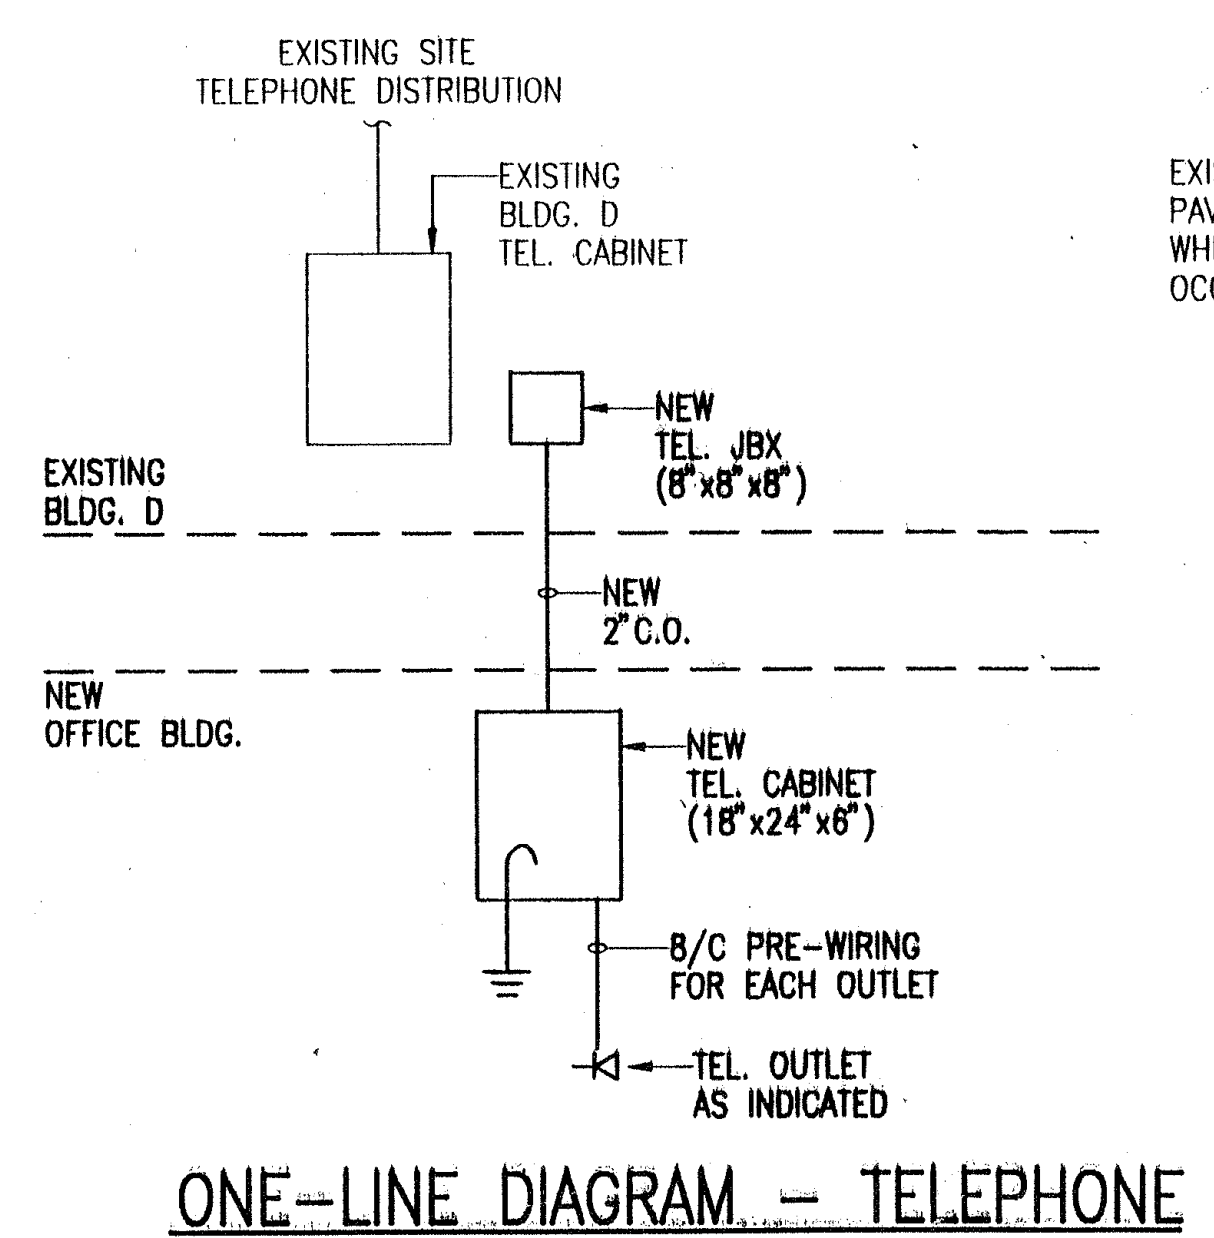 EXISTING SITE
TELEPHONE DISTRIBUTION
EXISTING
BLDG. D
TEL. CABINET
NEW
TEL. JBX
(8"x8"x8")
EXISTING
BLDG. D
NEW
2"C.O.
NEW
OFFICE BLDG.
NEW
TEL. CABINET
(18"x24"x6")
8/C PRE-WIRING
FOR EACH OUTLET
TEL. OUTLET
AS INDICATED
ONE-LINE DIAGRAM - TELEPHONE